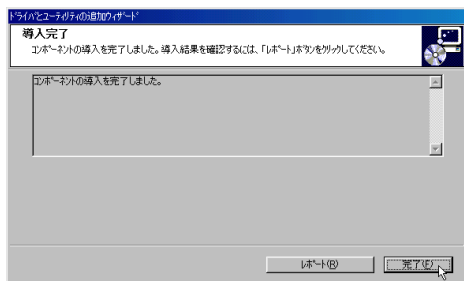 ﾄﾞﾗｲﾊﾞとﾕｰﾃｨﾘﾃｨの追加ｳｨｻﾞｰﾄﾞ
導入完了
ｺﾝﾎﾟｰﾈﾝﾄの導入を完了しました。導入結果を確認するには、「ﾚﾎﾟｰﾄ」ﾎﾞﾀﾝをｸﾘｯｸしてください。
ｺﾝﾎﾟｰﾈﾝﾄの導入を完了しました。
ﾚﾎﾟｰﾄ(R)
完了(F)